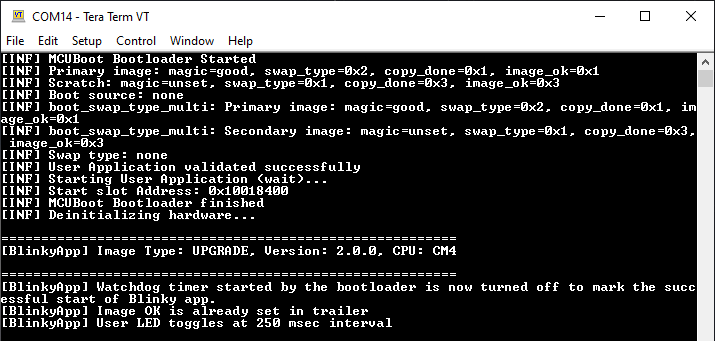 COM14 - Tera Term VT
File Edit Setup Control Window Help
[INF] MCUBoot Bootloader Started
[INF] Primary image: magic=good, swap_type=0x2, copy_done=0x1, image_ok=0x1
[INF] Scratch: magic=unset, swap_type=0x1, copy_done=0x3, image_ok=0x3
[INF] Boot source: none
[INF] boot_swap_type_multi: Primary image: magic=good, swap_type=0x2, copy_done=0x1, im
age_ok=0x1
[INF] boot_swap_type_multi: Secondary image: magic=unset, swap_type=0x1, copy_done=0x3,
 image_ok=0x3
[INF] Swap type: none
[INF] User Application validated successfully
[INF] Starting User Application (wait)...
[INF] Start slot Address: 0x10018400
[INF] MCUBoot Bootloader finished
[INF] Deinitializing hardware...
=========================================================
[BlinkyApp] Image Type: UPGRADE, Version: 2.0.0, CPU: CM4
=========================================================
[BlinkyApp] Watchdog timer started by the bootloader is now turned off to mark the succ
essful start of Blinky app.
[BlinkyApp] Image OK is already set in trailer
[BlinkyApp] User LED toggles at 250 msec interval